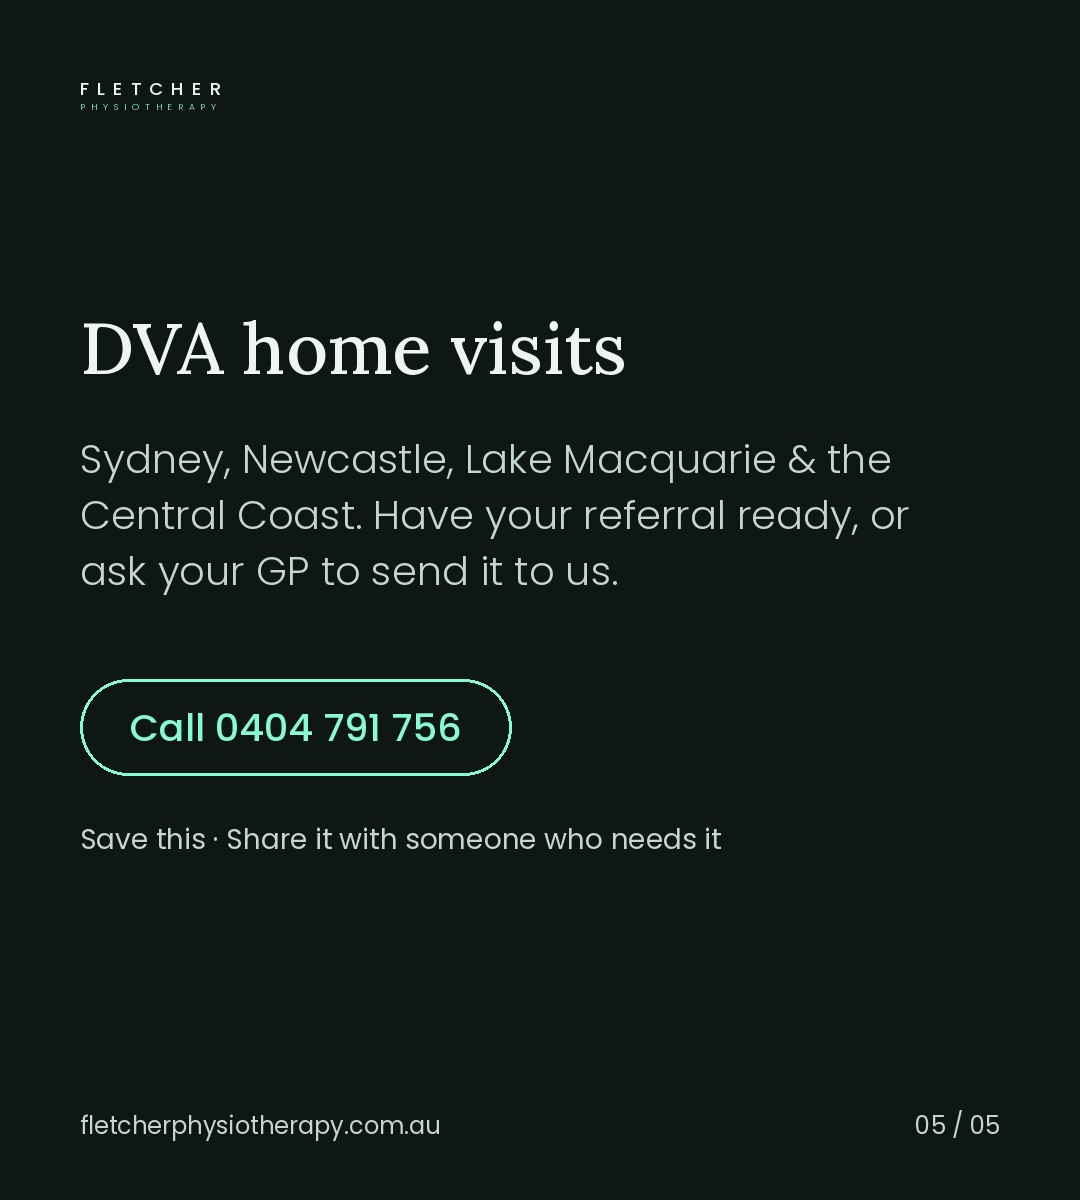 FLETCHER
PHYSIOTHERAPY
DVA home visits
Sydney, Newcastle, Lake Macquarie & the
Central Coast. Have your referral ready, or
ask your GP to send it to us.
Call 0404 791 756
Save this · Share it with someone who needs it
fletcherphysiotherapy.com.au
05 / 05